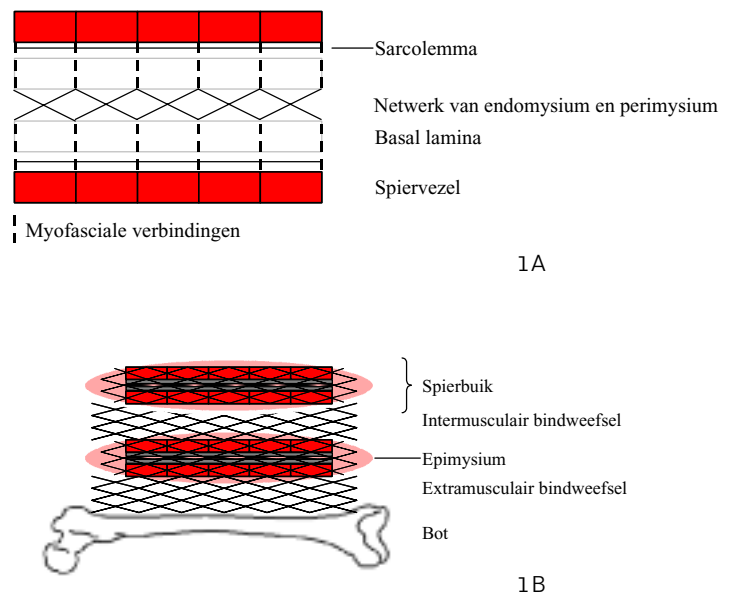 Sarcolemma
Netwerk van endomysium en perimysium
Basal lamina
Spiervezel
Myofasciale verbindingen
1A
Spierbuik
Intermusculair bindweefsel
Epimysium
Extramusculair bindweefsel
Bot
1B